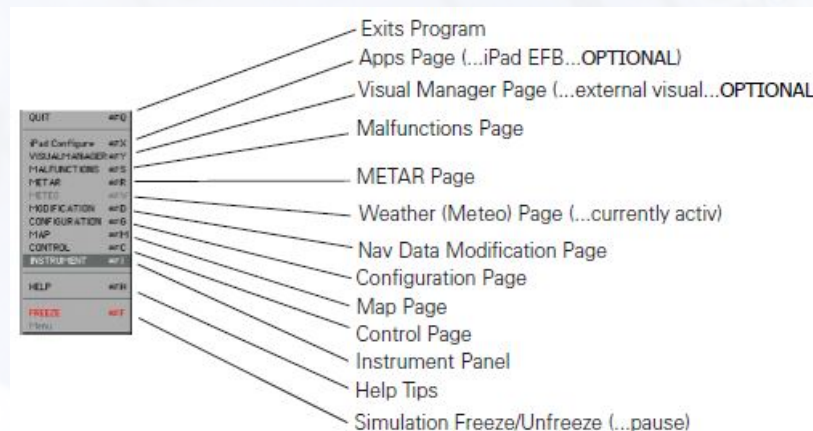 Exits Program
Apps Page (...iPad EFB...OPTIONAL)
Visual Manager Page (...external visual...OPTIONAL
Malfunctions Page
METAR Page
Weather (Meteo) Page (...currently activ)
Nav Data Modification Page
Configuration Page
Map Page
Control Page
Instrument Panel
Help Tips
Simulation Freeze/Unfreeze (...pause)
QUIT
iPad Configure
VISUALMANAGER
MALFUNCTIONS
METAR
METEO
MODIFICATION
CONFIGURATION
MAP
CONTROL
INSTRUMENT
HELP
FREEZE
Menu